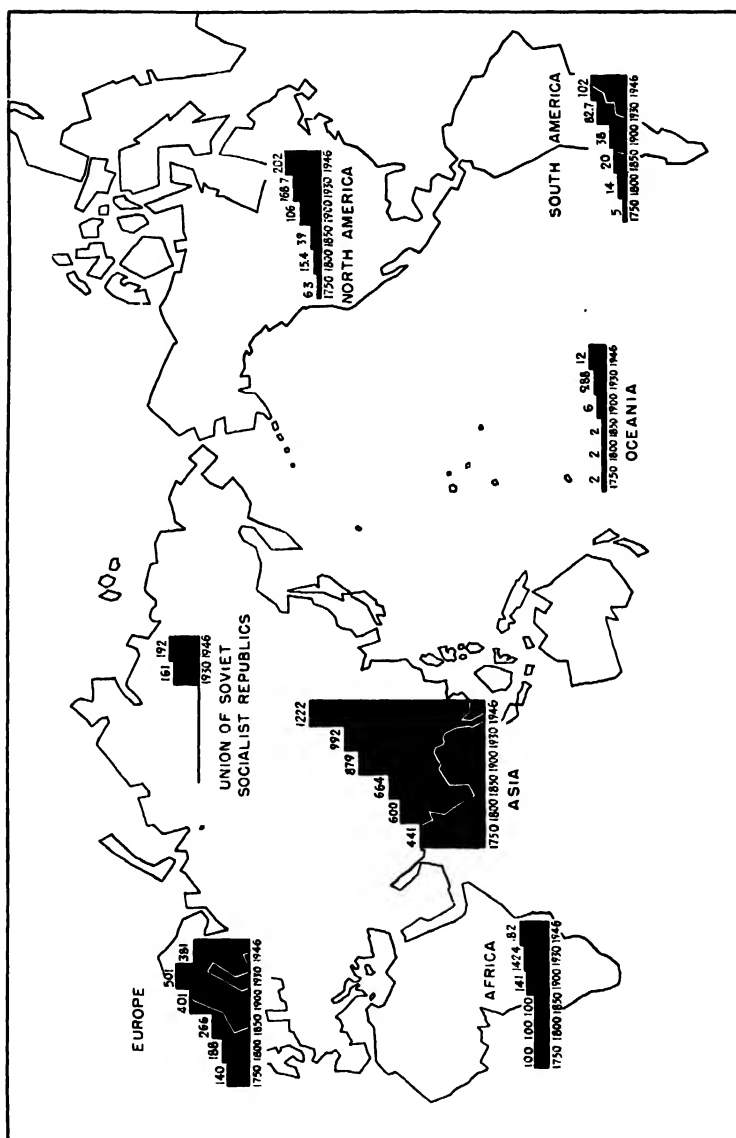 EUROPE
140 188 266 401 501 381
1750 1800 1850 1900 1930 1946
161 192
1930 1946
UNION OF SOVIET
SOCIALIST REPUBLICS
6.3 15.4 39 106 168.7 202
1750 1800 1850 1900 1930 1946
NORTH AMERICA
441 600 664 879 992 1222
1750 1800 1850 1900 1930 1946
ASIA
AFRICA
100 100 100 141 142.4 .82
1750 1800 1850 1900 1930 1946
2 2 2 6 9.88 12
1750 1800 1850 1900 1930 1946
OCEANIA
SOUTH AMERICA
5 14 20 38 82.7 102
1750 1800 1850 1900 1930 1946